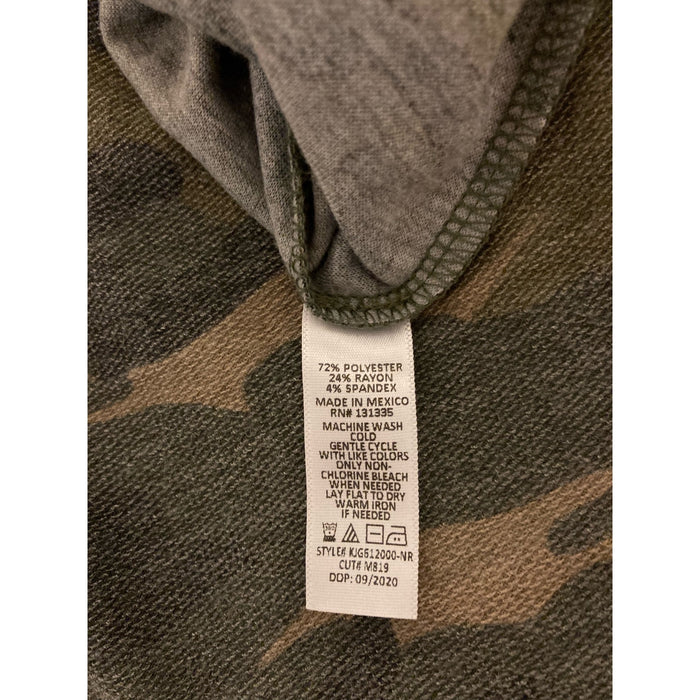 72% POLYESTER
24% RAYON
4% SPANDEX
MADE IN MEXICO
RN# 131335
MACHINE WASH
COLD
GENTLE CYCLE
WITH LIKE COLORS
ONLY NON-
CHLORINE BLEACH
WHEN NEEDED
LAY FLAT TO DRY
WARM IRON
IF NEEDED
STYLE# KJG612000-NR
CUT# M819
DOP: 09/2020